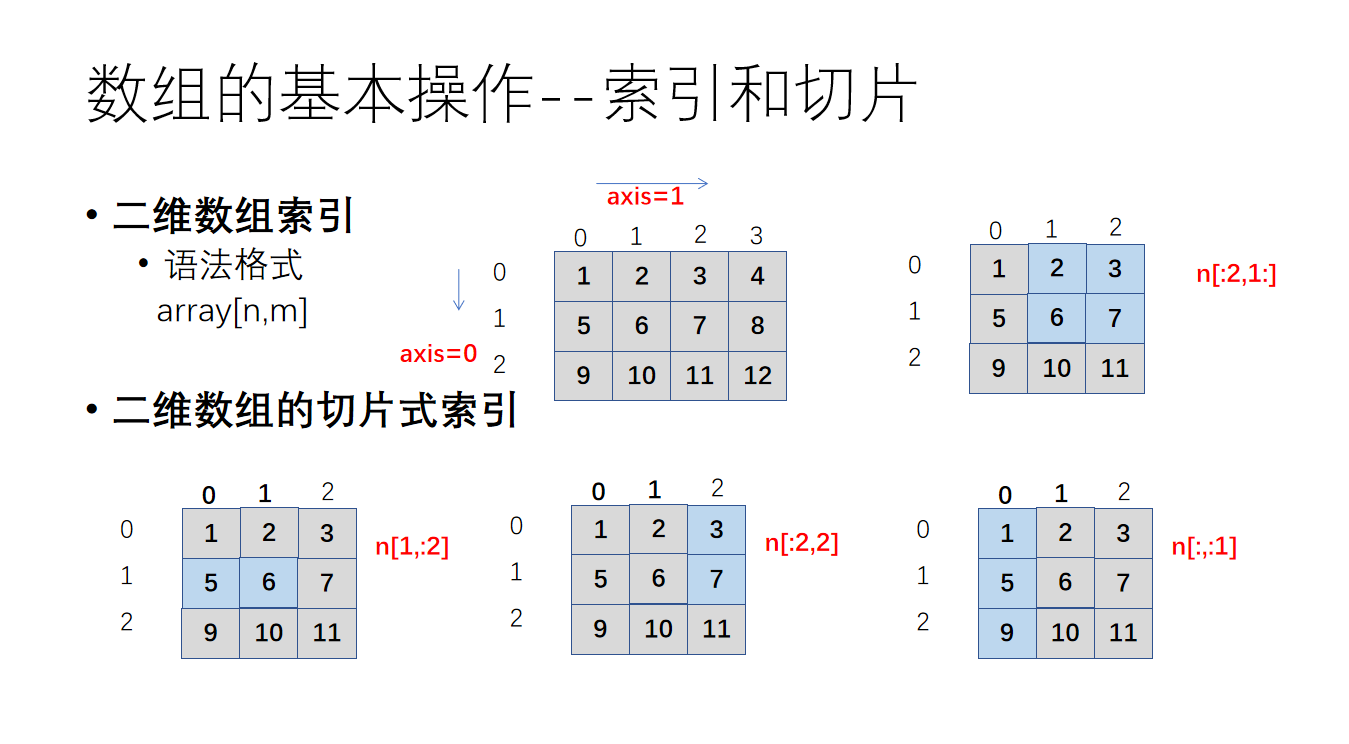 数组的基本操作--索引和切片
• 二维数组索引
• 语法格式
array[n,m]
axis=1
0 1 2 3
axis=0
0 1 2 3 4
1 5 6 7 8
2 9 10 11 12
0 1 2
0 1 2 3
1 5 6 7
2 9 10 11
n[:2,1:]
• 二维数组的切片式索引
0 1 2
0 1 2 3
1 5 6 7
2 9 10 11
n[1,:2]
0 1 2
0 1 2 3
1 5 6 7
2 9 10 11
n[:2,2]
0 1 2
0 1 2 3
1 5 6 7
2 9 10 11
n[:,:1]